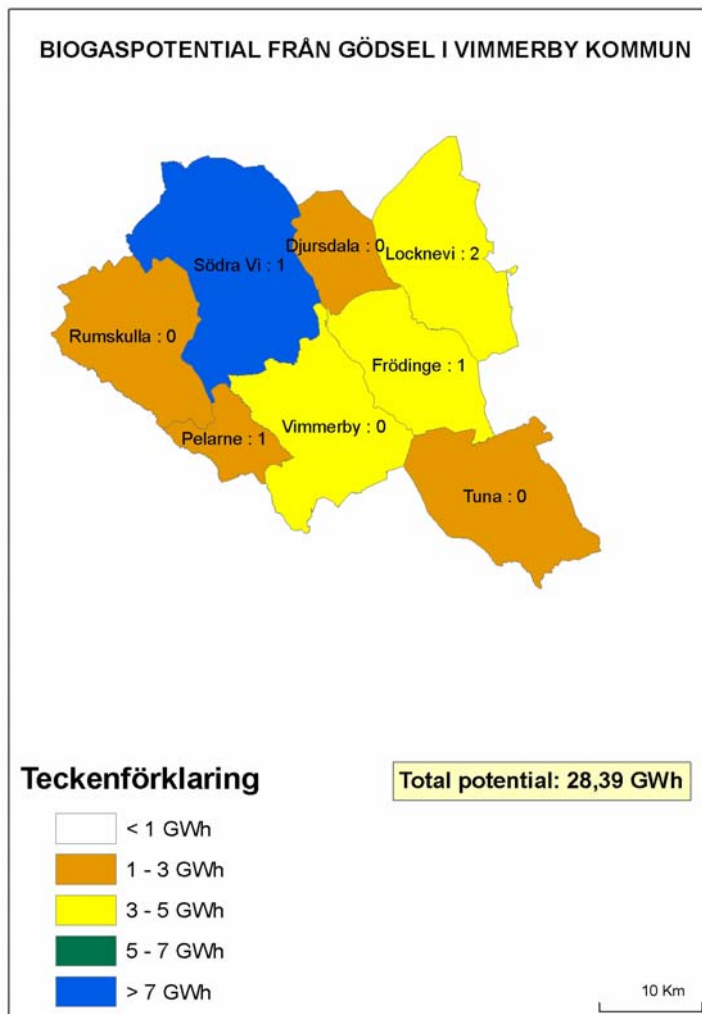 BIOGASPOTENTIAL FRÅN GÖDSEL I VIMMERBY KOMMUN
Djursdala : 0
Locknevi : 2
Södra Vi : 1
Rumskulla : 0
Frödinge : 1
Vimmerby : 0
Pelarne : 1
Tuna : 0
Teckenförklaring
Total potential: 28,39 GWh
< 1 GWh
1 - 3 GWh
3 - 5 GWh
5 - 7 GWh
> 7 GWh
10 Km